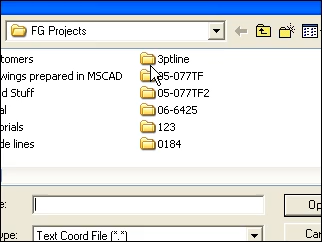 FG Projects
tomers
wings prepared in MSCAD
d Stuff
al
orials
de lines
3ptline
05-077TF
05-077TF2
06-6425
123
0184
e:
Op
ype: Text Coord File (*.*)
Can